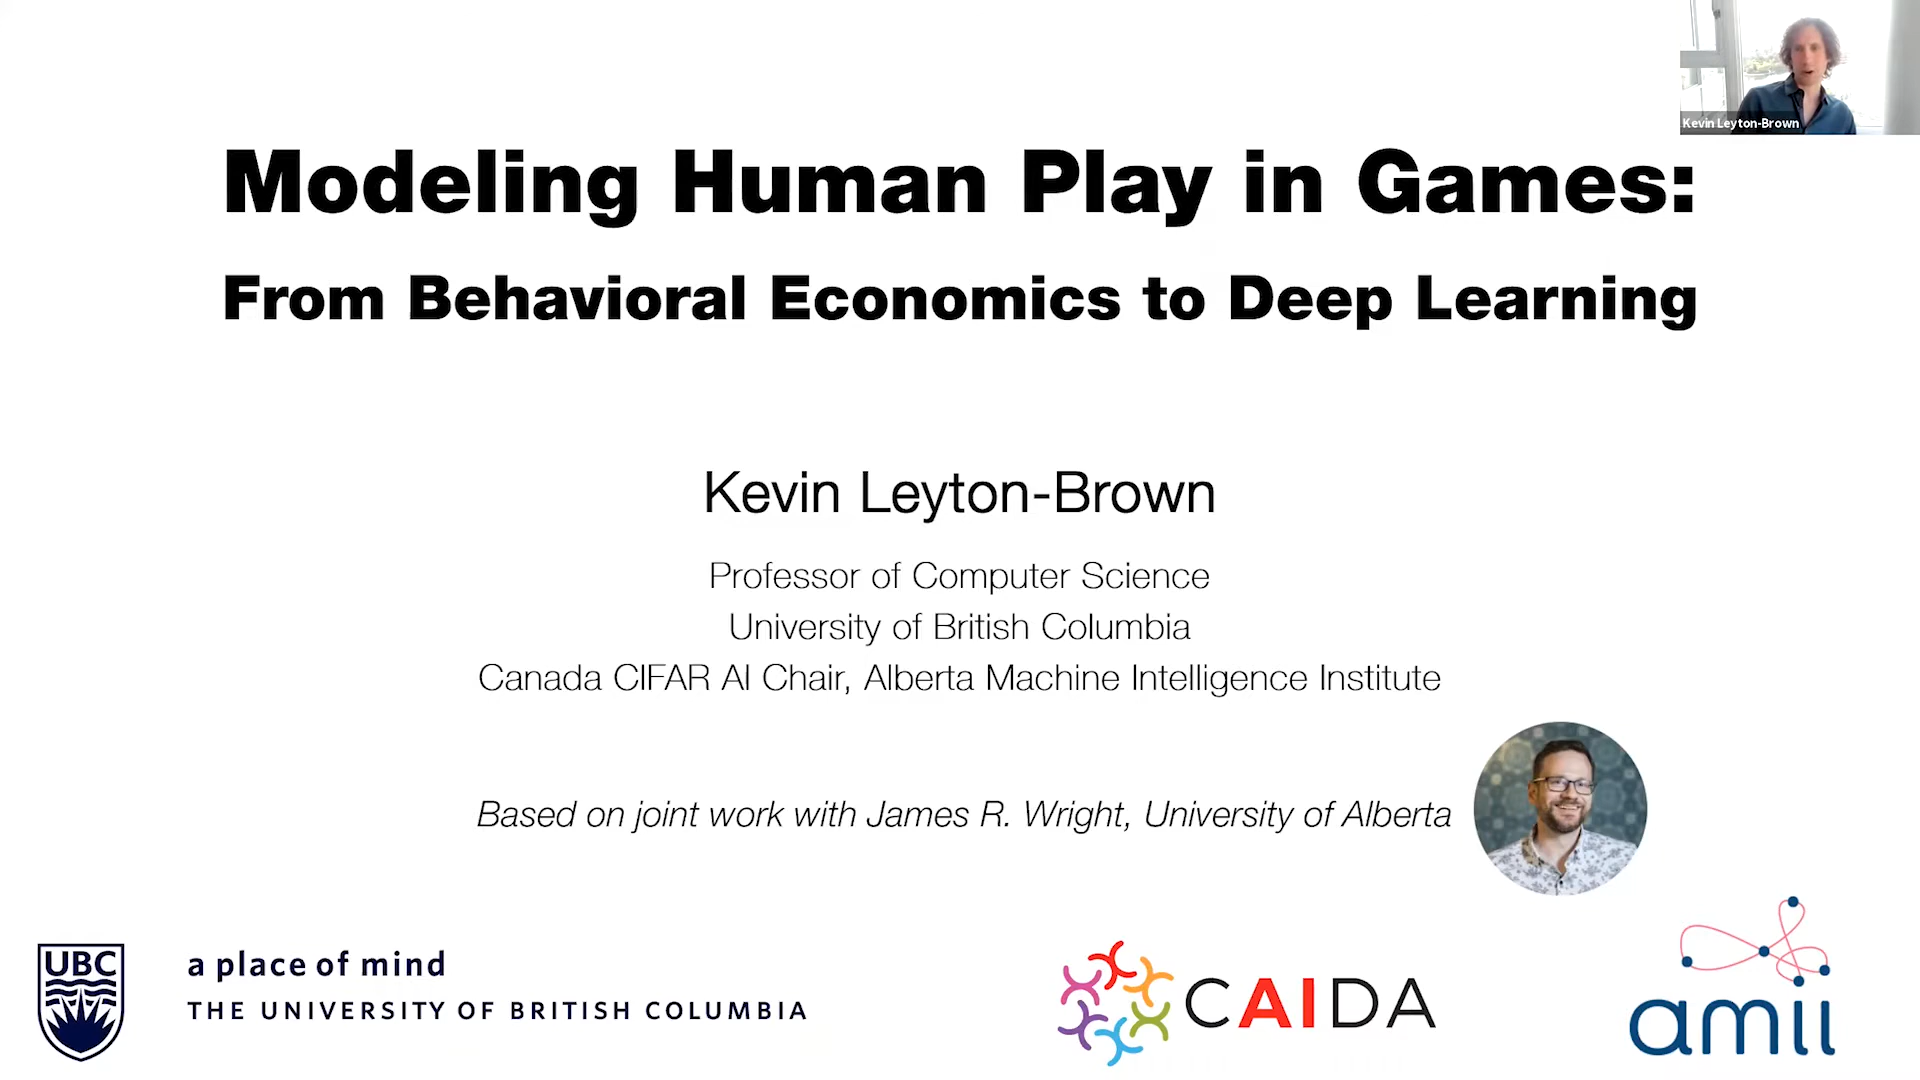 Kevin Leyton-Brown
Modeling Human Play in Games:
From Behavioral Economics to Deep Learning
Kevin Leyton-Brown
Professor of Computer Science
University of British Columbia
Canada CIFAR AI Chair, Alberta Machine Intelligence Institute
Based on joint work with James R. Wright, University of Alberta
UBC
a place of mind
THE UNIVERSITY OF BRITISH COLUMBIA
CAIDA
amii